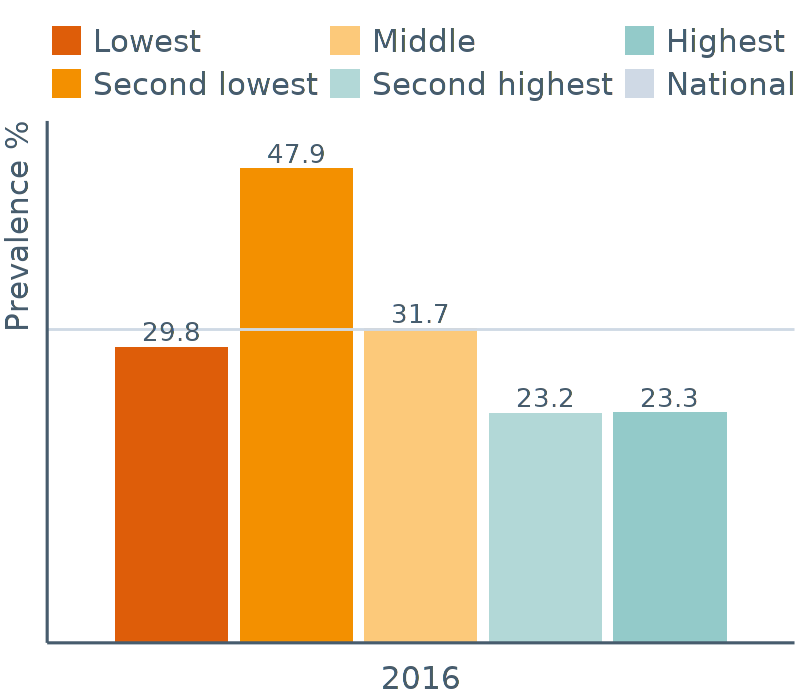 Lowest Middle Highest
Second lowest Second highest National
Prevalence %
47.9
31.7
29.8
23.2 23.3
2016